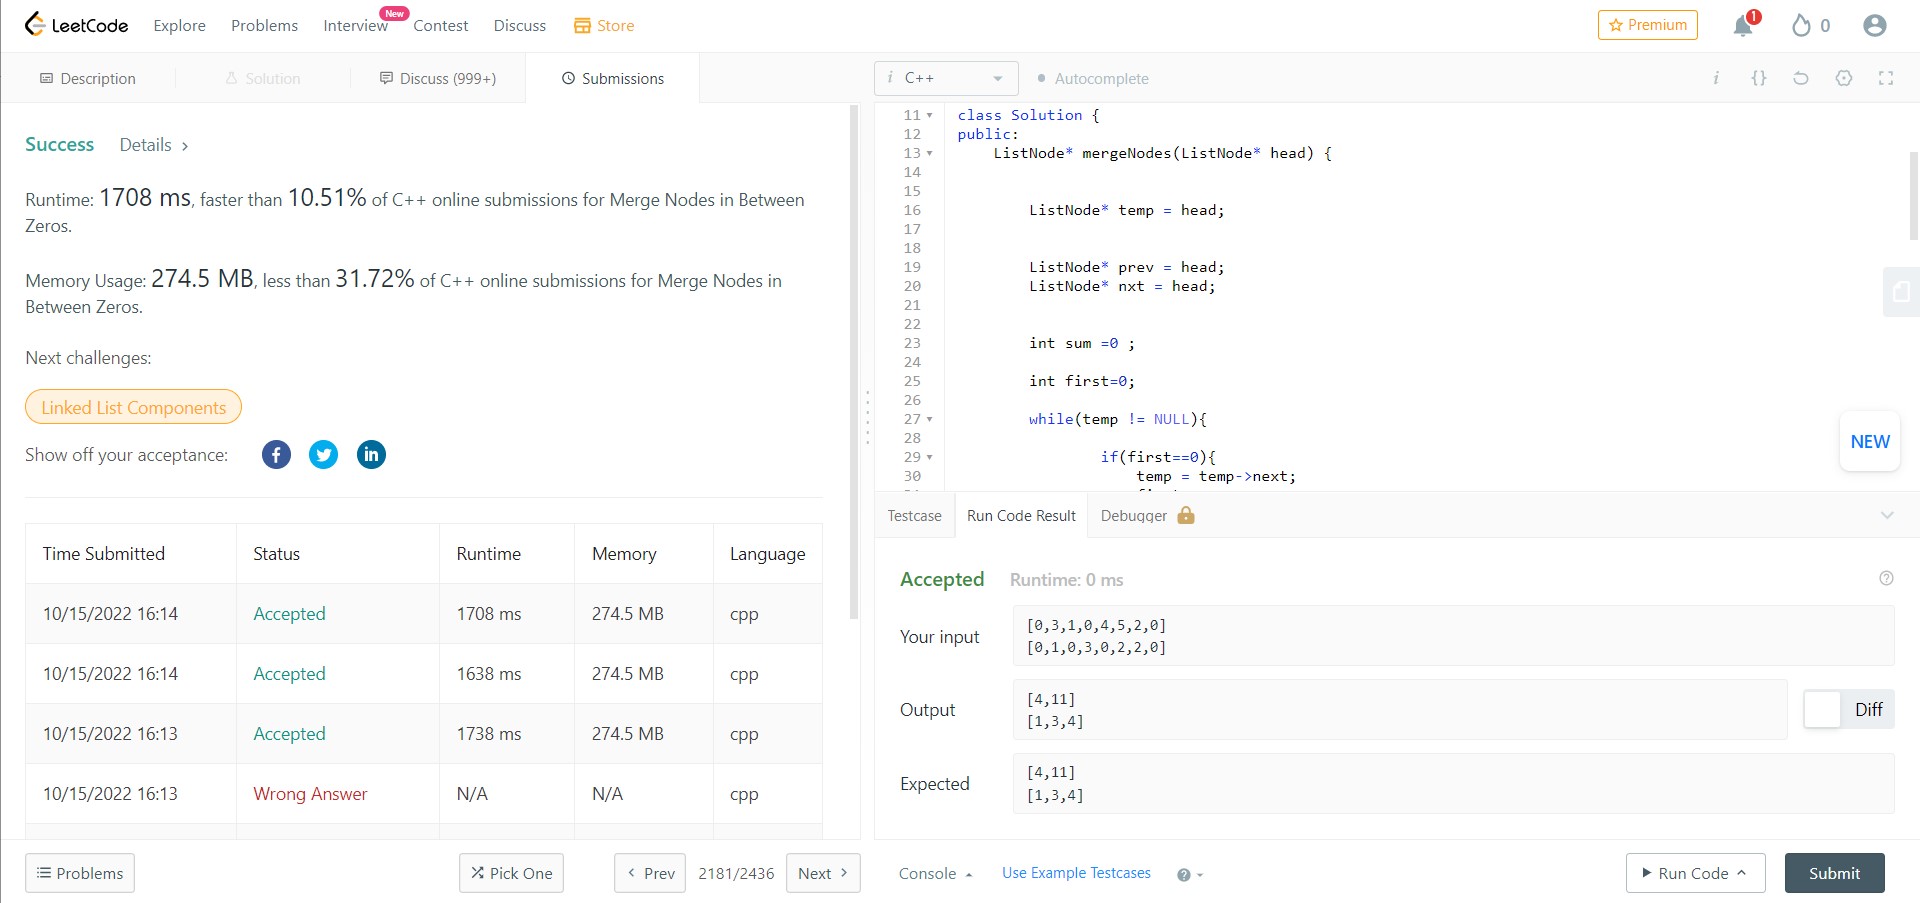 LeetCode Explore Problems Interview New Contest Discuss Store Premium 1 0
Description Solution Discuss (999+) Submissions
Success Details >
Runtime: 1708 ms, faster than 10.51% of C++ online submissions for Merge Nodes in Between
Zeros.
Memory Usage: 274.5 MB, less than 31.72% of C++ online submissions for Merge Nodes in
Between Zeros.
Next challenges:
Linked List Components
Show off your acceptance: f in
Time Submitted Status Runtime Memory Language
10/15/2022 16:14 Accepted 1708 ms 274.5 MB cpp
10/15/2022 16:14 Accepted 1638 ms 274.5 MB cpp
10/15/2022 16:13 Accepted 1738 ms 274.5 MB cpp
10/15/2022 16:13 Wrong Answer N/A N/A cpp
Problems Pick One < Prev 2181/2436 Next >
i C++ Autocomplete i {}
11 class Solution {
12 public:
13 ListNode* mergeNodes(ListNode* head) {
14
15
16 ListNode* temp = head;
17
18
19 ListNode* prev = head;
20 ListNode* nxt = head;
21
22
23 int sum =0 ;
24
25 int first=0;
26
27 while(temp != NULL){
28
29 if(first==0){
30 temp = temp->next;
NEW
Testcase Run Code Result Debugger
Accepted Runtime: 0 ms ?
Your input
[0,3,1,0,4,5,2,0]
[0,1,0,3,0,2,2,0]
Output
[4,11]
[1,3,4]
Diff
Expected
[4,11]
[1,3,4]
Console Use Example Testcases ? Run Code Submit